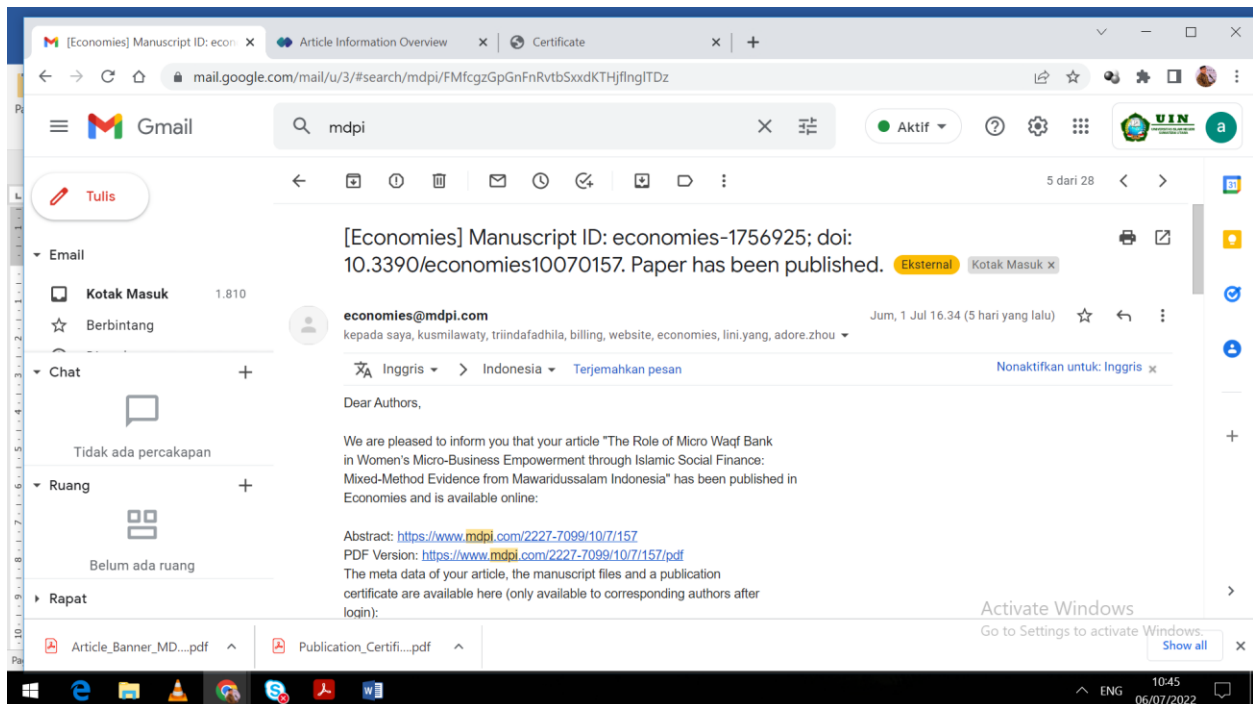 [Economies] Manuscript ID: econ
Article Information Overview
Certificate
mail.google.com/mail/u/3/#search/mdpi/FMfcgzGpGnFnRvtbSxxdKTHjflnglTDz
Gmail
mdpi
Aktif
UIN
a
Tulis
5 dari 28
31
[Economies] Manuscript ID: economies-1756925; doi:
10.3390/economies10070157. Paper has been published. Eksternal Kotak Masuk x
Email
Kotak Masuk 1.810
Berbintang
economies@mdpi.com
Jum, 1 Jul 16.34 (5 hari yang lalu)
kepada saya, kusmilawaty, triindafadhila, billing, website, economies, lini.yang, adore.zhou
Inggris > Indonesia Terjemahkan pesan
Nonaktifkan untuk: Inggris x
Chat
Tidak ada percakapan
Ruang
Belum ada ruang
Rapat
Dear Authors,
We are pleased to inform you that your article "The Role of Micro Waqf Bank
in Women's Micro-Business Empowerment through Islamic Social Finance:
Mixed-Method Evidence from Mawaridussalam Indonesia" has been published in
Economies and is available online:
Abstract: https://www.mdpi.com/2227-7099/10/7/157
PDF Version: https://www.mdpi.com/2227-7099/10/7/157/pdf
The meta data of your article, the manuscript files and a publication
certificate are available here (only available to corresponding authors after
login):
Activate Windows
Go to Settings to activate Windows.
Article_Banner_MD....pdf
Publication_Certifi....pdf
Show all
ENG
10:45
06/07/2022